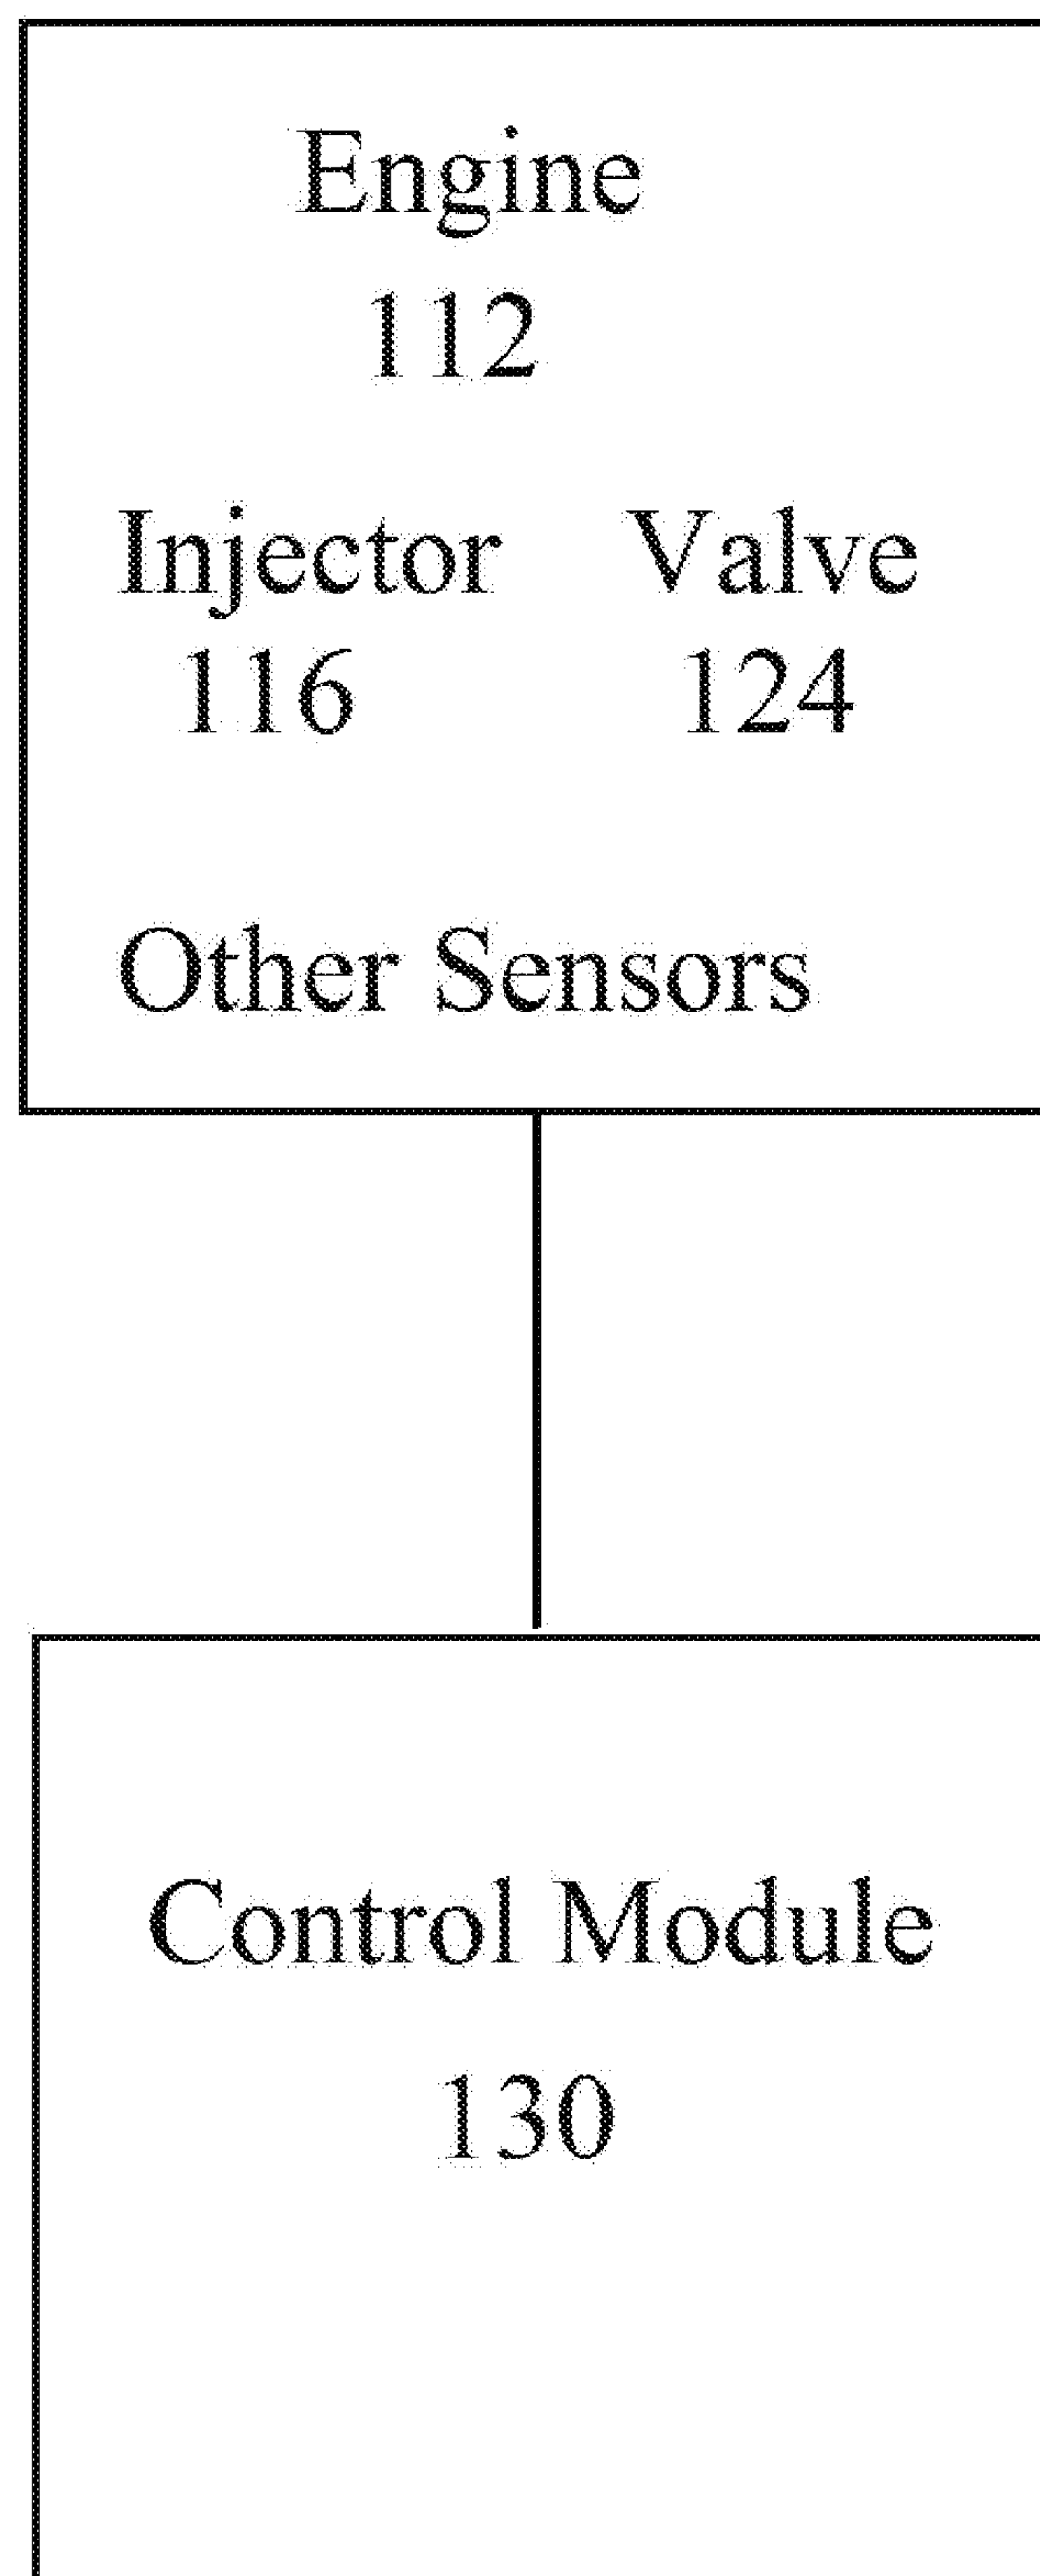 Engine
112
Injector Valve
116 124
Other Sensors
Control Module
130